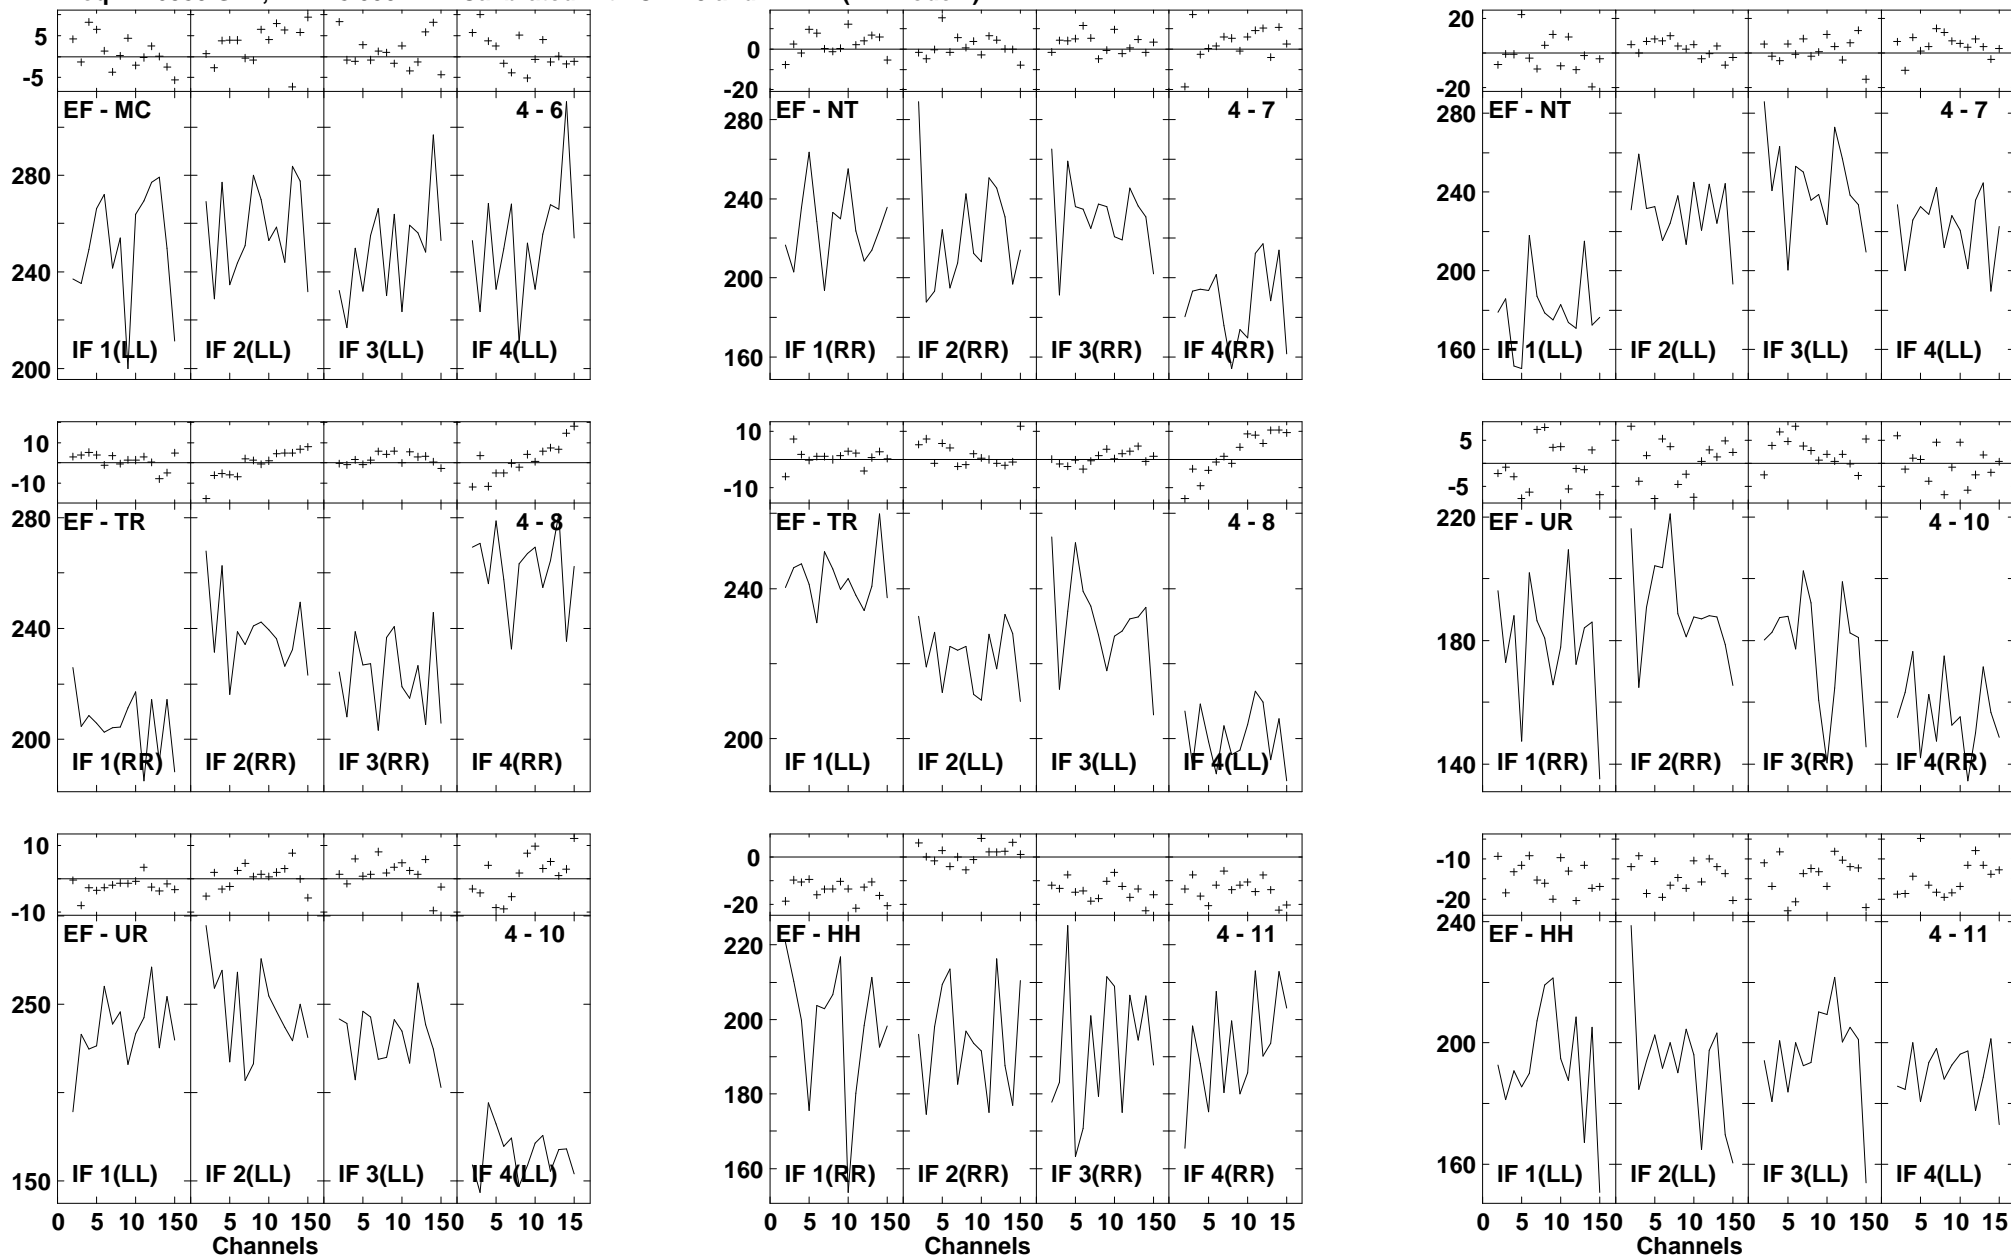 5 5 0 -20 20 0 -20
0 -5
EF - MC 4 - 6 280 240 200
IF 1(LL) IF 2(LL) IF 3(LL) IF 4(LL)
EF - NT 4 - 7 280 240 200 160
IF 1(RR) IF 2(RR) IF 3(RR) IF 4(RR)
EF - NT 4 - 7 280 240 200 160
IF 1(LL) IF 2(LL) IF 3(LL) IF 4(LL)
10 0 -10
EF - TR 4 - 8 280 240 200
IF 1(RR) IF 2(RR) IF 3(RR) IF 4(RR)
10 0 -10
EF - TR 4 - 8 240 200
IF 1(LL) IF 2(LL) IF 3(LL) IF 4(LL)
5 0 -5
EF - UR 4 - 10 220 180 140
IF 1(RR) IF 2(RR) IF 3(RR) IF 4(RR)
10 0 -10
EF - UR 4 - 10 250 150
IF 1(LL) IF 2(LL) IF 3(LL) IF 4(LL)
0 5 10 150 5 10 150 5 10 150 5 10 15
Channels
0 -20
EF - HH 4 - 11 220 200 180 160
IF 1(RR) IF 2(RR) IF 3(RR) IF 4(RR)
0 5 10 150 5 10 150 5 10 150 5 10 15
Channels
-10 -20
EF - HH 4 - 11 240 200 160
IF 1(LL) IF 2(LL) IF 3(LL) IF 4(LL)
0 5 10 150 5 10 150 5 10 150 5 10 15
Channels